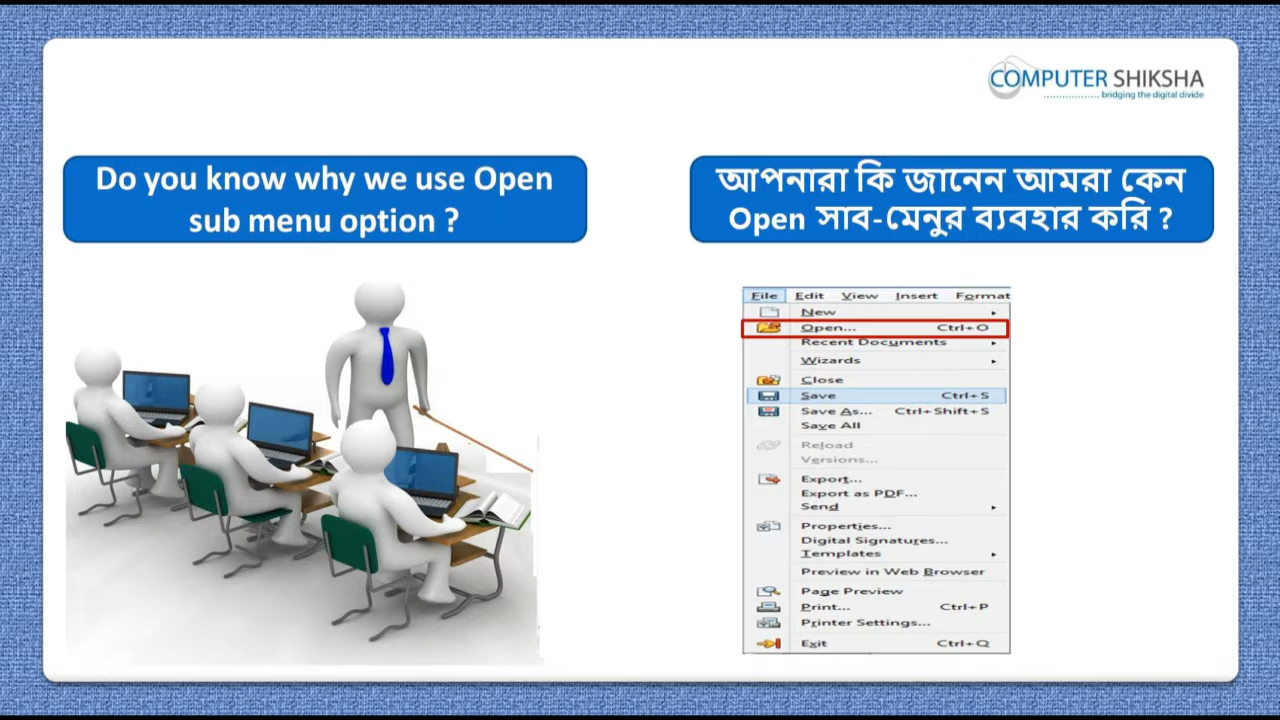 COMPUTER SHIKSHA
bridging the digital divide
Do you know why we use Open
sub menu option ?
আপনারা কি জানেন আমরা কেন
Open সাব-মেনুর ব্যবহার করি ?
File Edit View Insert Format
New
Open... Ctrl+O
Recent Documents
Wizards
Close
Save Ctrl+S
Save As... Ctrl+Shift+S
Save All
Reload
Versions...
Export...
Export as PDF...
Send
Properties...
Digital Signatures...
Templates
Preview in Web Browser
Page Preview
Print... Ctrl+P
Printer Settings...
Exit Ctrl+Q